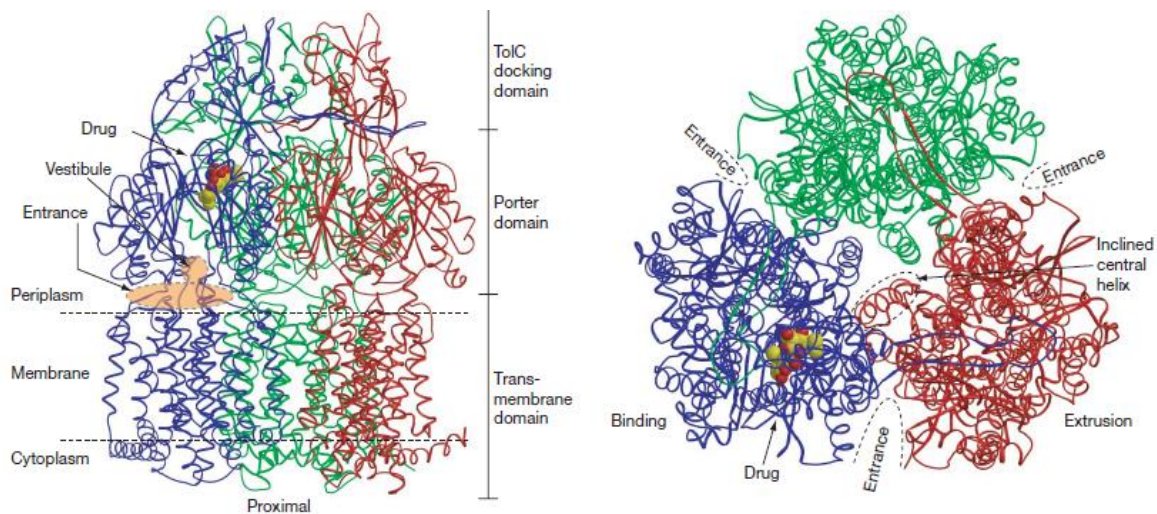 TolC
docking
domain
Drug
Vestibule
Entrance
Porter
domain
Periplasm
Membrane
Trans-
membrane
domain
Cytoplasm
Proximal
Entrance
Entrance
Inclined
central
helix
Binding
Extrusion
Drug
Entrance